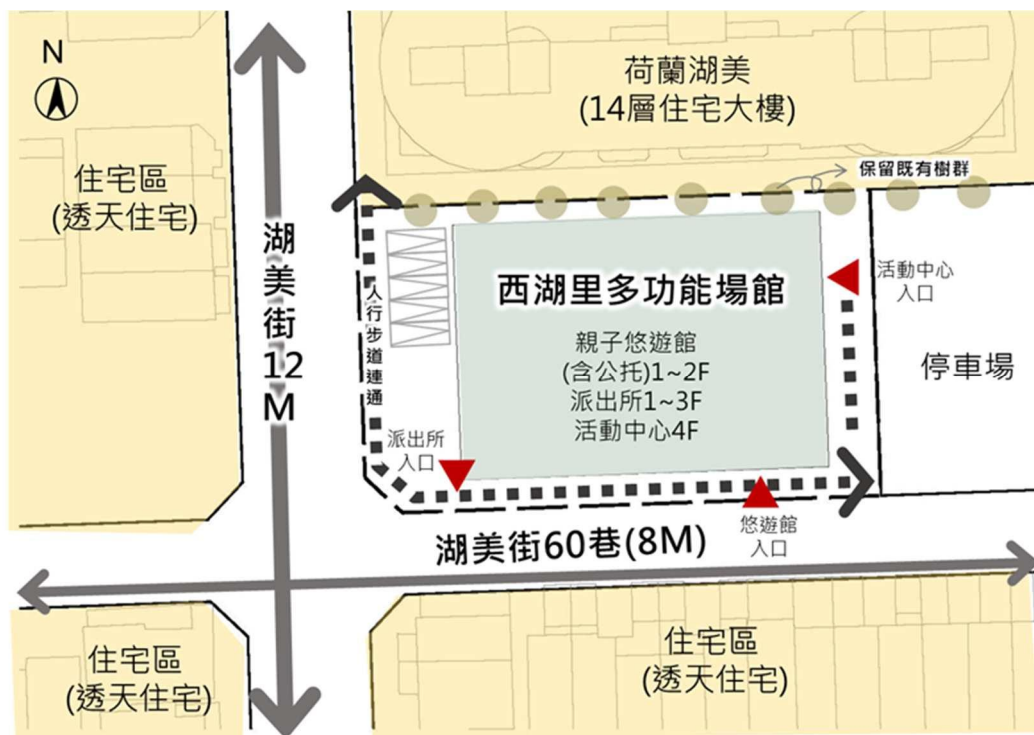 N
荷蘭湖美
(14層住宅大樓)
保留既有樹群
住宅區
(透天住宅)
湖美街12M
人行步道連通
西湖里多功能場館
親子悠遊館
(含公托)1~2F
派出所1~3F
活動中心4F
活動中心
入口
停車場
派出所
入口
悠遊館
入口
湖美街60巷(8M)
住宅區
(透天住宅)
住宅區
(透天住宅)